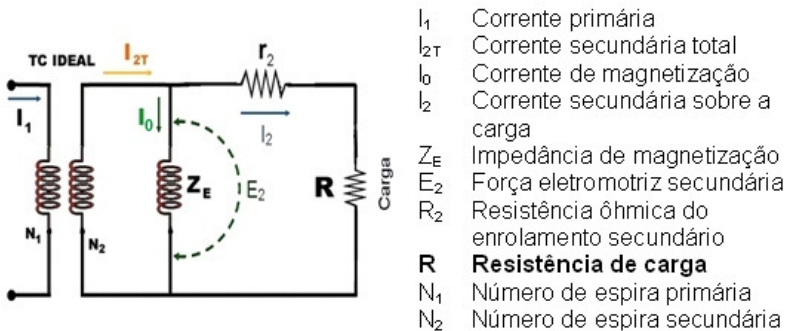 TC IDEAL
I2T
r2
I1
I0
I2
ZE
E2
R
Carga
N1
N2
I1 Corrente primária
I2T Corrente secundária total
I0 Corrente de magnetização
I2 Corrente secundária sobre a
carga
ZE Impedância de magnetização
E2 Força eletromotriz secundária
R2 Resistência ôhmica do
enrolamento secundário
R Resistência de carga
N1 Número de espira primária
N2 Número de espira secundária